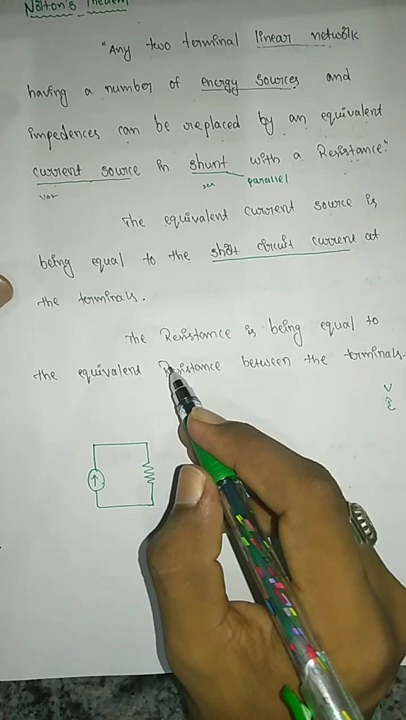 Norton's Theorem
"Any two terminal linear network
having a number of energy sources and
impedences can be replaced by an equivalent
current source in shunt with a Resistance."
parallel
The equivalent current source is
being equal to the short circuit current at
the terminals.
The Resistance is being equal to
the equivalent Resistance between the terminals.
V